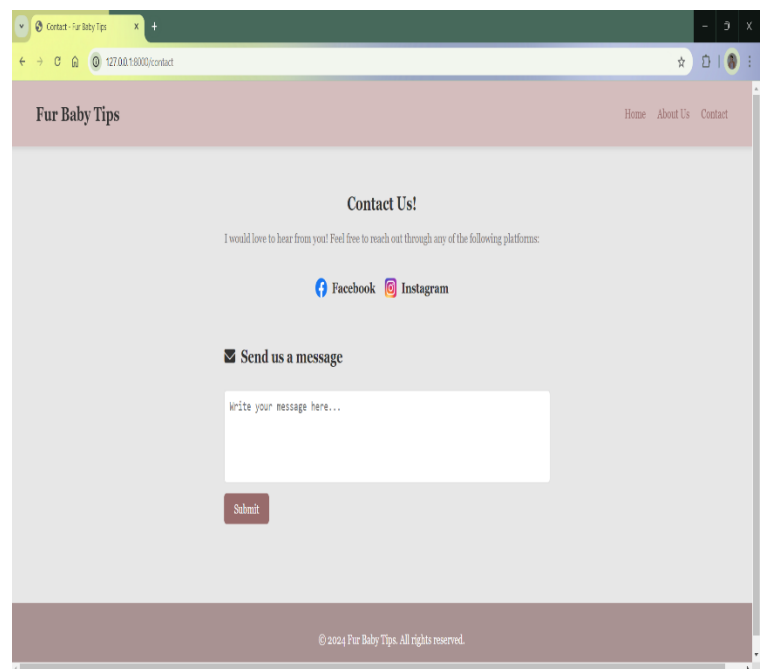 Contact - Fur Baby Tips
127.0.0.1:8000/contact
Fur Baby Tips
Home About Us Contact
Contact Us!
I would love to hear from you! Feel free to reach out through any of the following platforms:
Facebook Instagram
Send us a message
Write your message here...
Submit
© 2024 Fur Baby Tips. All rights reserved.